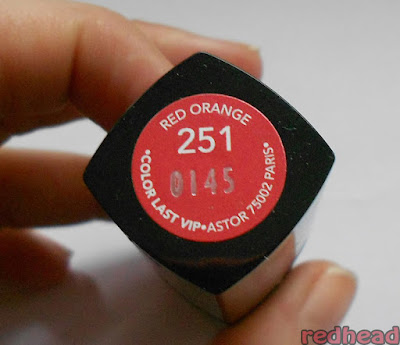 RED ORANGE
251
0145
•COLOR LAST VIP•ASTOR 75002 PARIS•
redhead